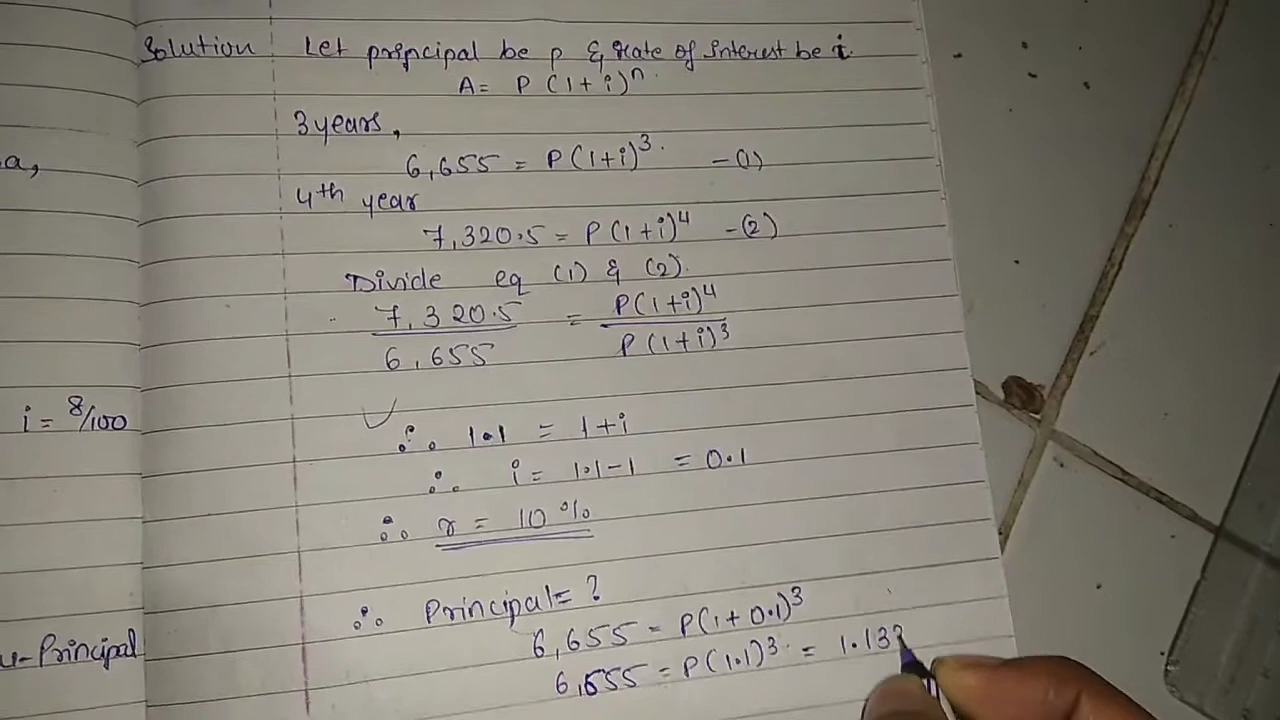 a,
i = 8/100
u-Principal
Solution Let principal be p & rate of interest be i.
A = P (1 + i)ⁿ
3 years,
6,655 = P(1+i)³ - (1)
4th year
7,320.5 = P(1+i)⁴ - (2)
Divide eq (1) & (2).
7,320.5 = P(1+i)⁴
6,655 P(1+i)³
∴ 1.1 = 1+i
∴ i = 1.1-1 = 0.1
∴ r = 10 %
∴ Principal = ?
6,655 = P(1 + 0.1)³
6,655 = P(1.1)³ = 1.13